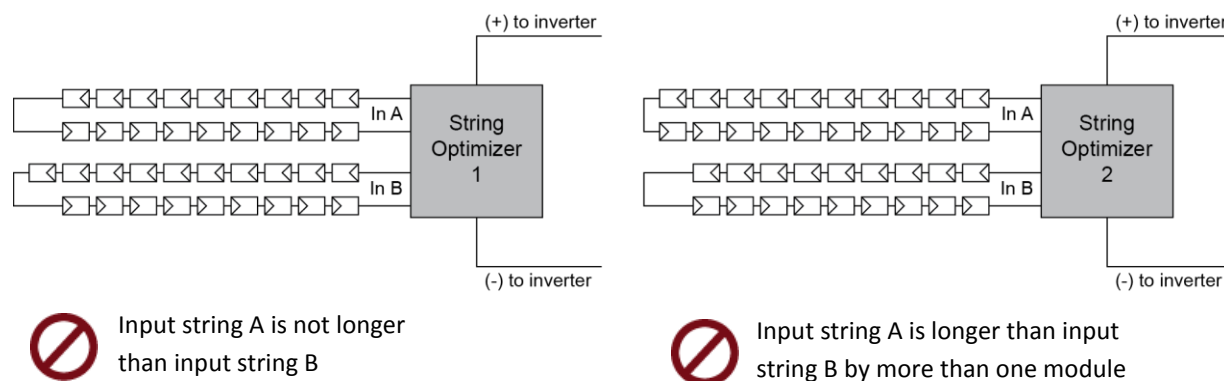 (+) to inverter
In A
String
Optimizer
1
In B
(-) to inverter
Input string A is not longer
than input string B
(+) to inverter
In A
String
Optimizer
2
In B
(-) to inverter
Input string A is longer than input
string B by more than one module